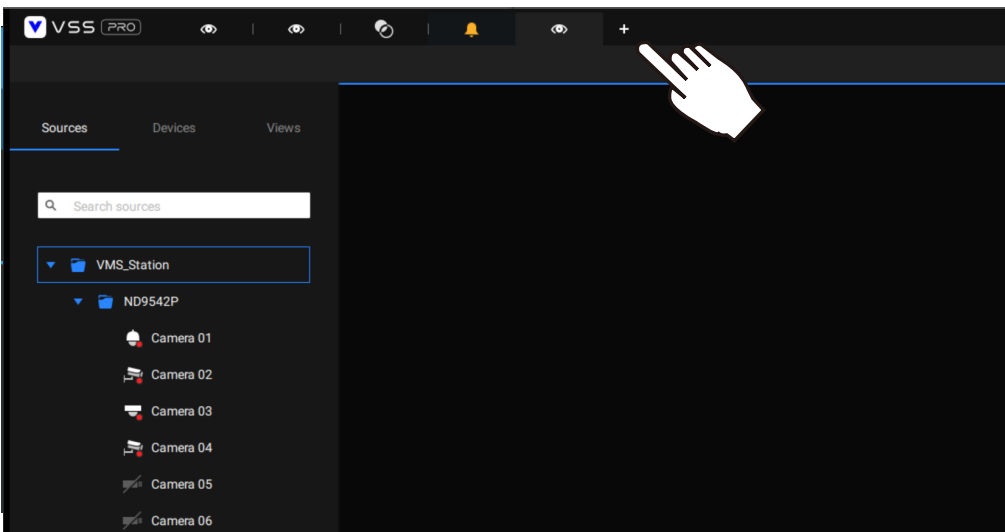 VSS PRO
+
Sources Devices Views
Search sources
VMS_Station
ND9542P
Camera 01
Camera 02
Camera 03
Camera 04
Camera 05
Camera 06